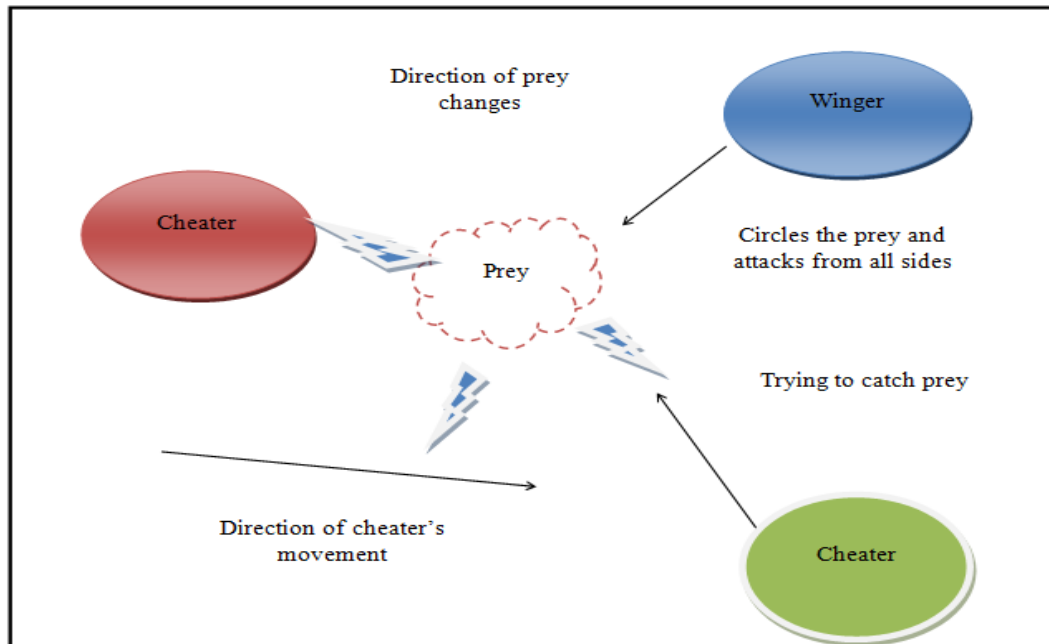 Direction of prey
changes
Winger
Cheater
Circles the prey and
attacks from all sides
Prey
Trying to catch prey
Direction of cheater’s
movement
Cheater